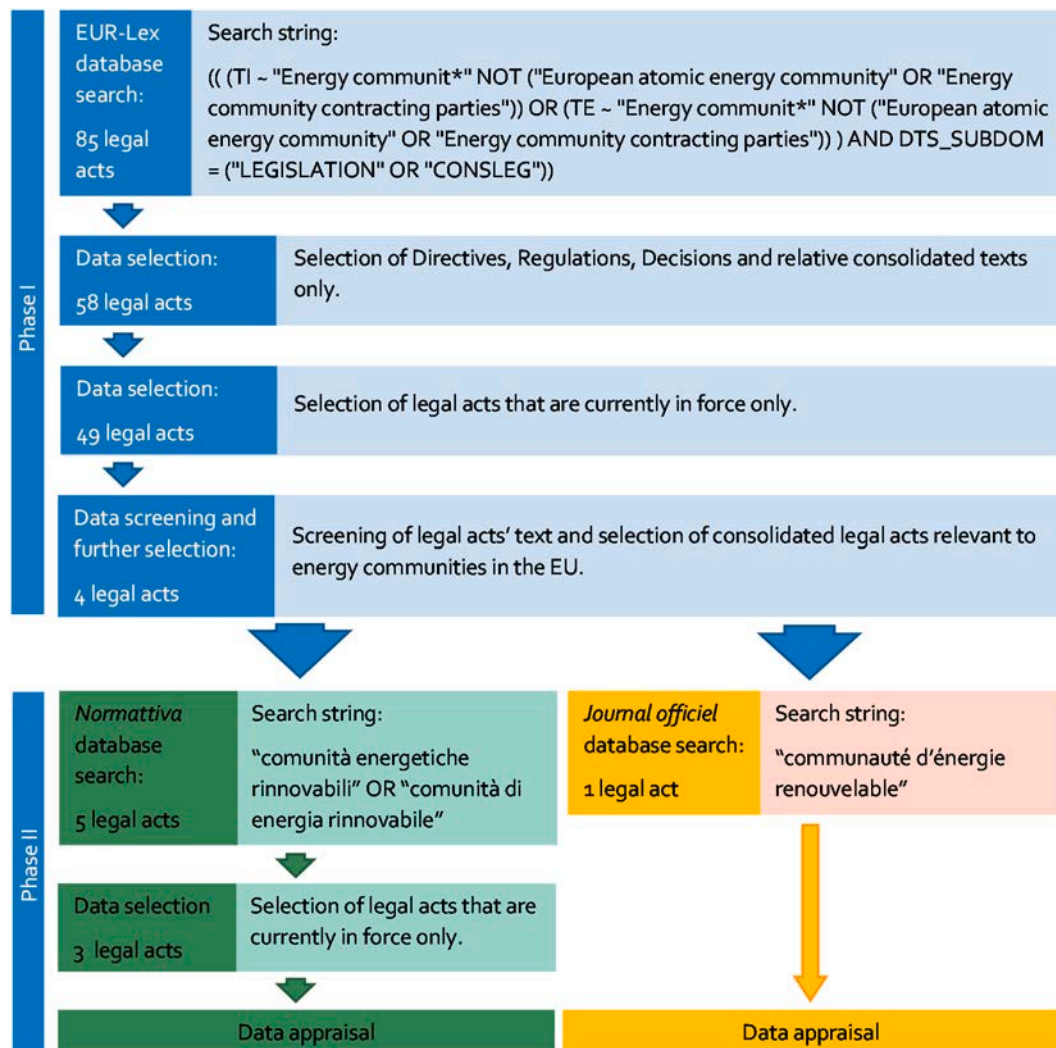 Phase I
EUR-Lex
database
search:
85 legal
acts
Search string:
(( (TI ~ "Energy communit*" NOT ("European atomic energy community" OR "Energy
community contracting parties")) OR (TE ~ "Energy communit*" NOT ("European atomic
energy community" OR "Energy community contracting parties")) ) AND DTS_SUBDOM
= ("LEGISLATION" OR "CONSLEG"))
Data selection:
58 legal acts
Selection of Directives, Regulations, Decisions and relative consolidated texts
only.
Data selection:
49 legal acts
Selection of legal acts that are currently in force only.
Data screening and
further selection:
4 legal acts
Screening of legal acts' text and selection of consolidated legal acts relevant to
energy communities in the EU.
Phase II
Normattiva
database
search:
5 legal acts
Search string:
"comunità energetiche
rinnovabili" OR "comunità di
energia rinnovabile"
Data selection
3 legal acts
Selection of legal acts that are
currently in force only.
Data appraisal
Journal officiel
database search:
1 legal act
Search string:
"communauté d'énergie
renouvelable"
Data appraisal